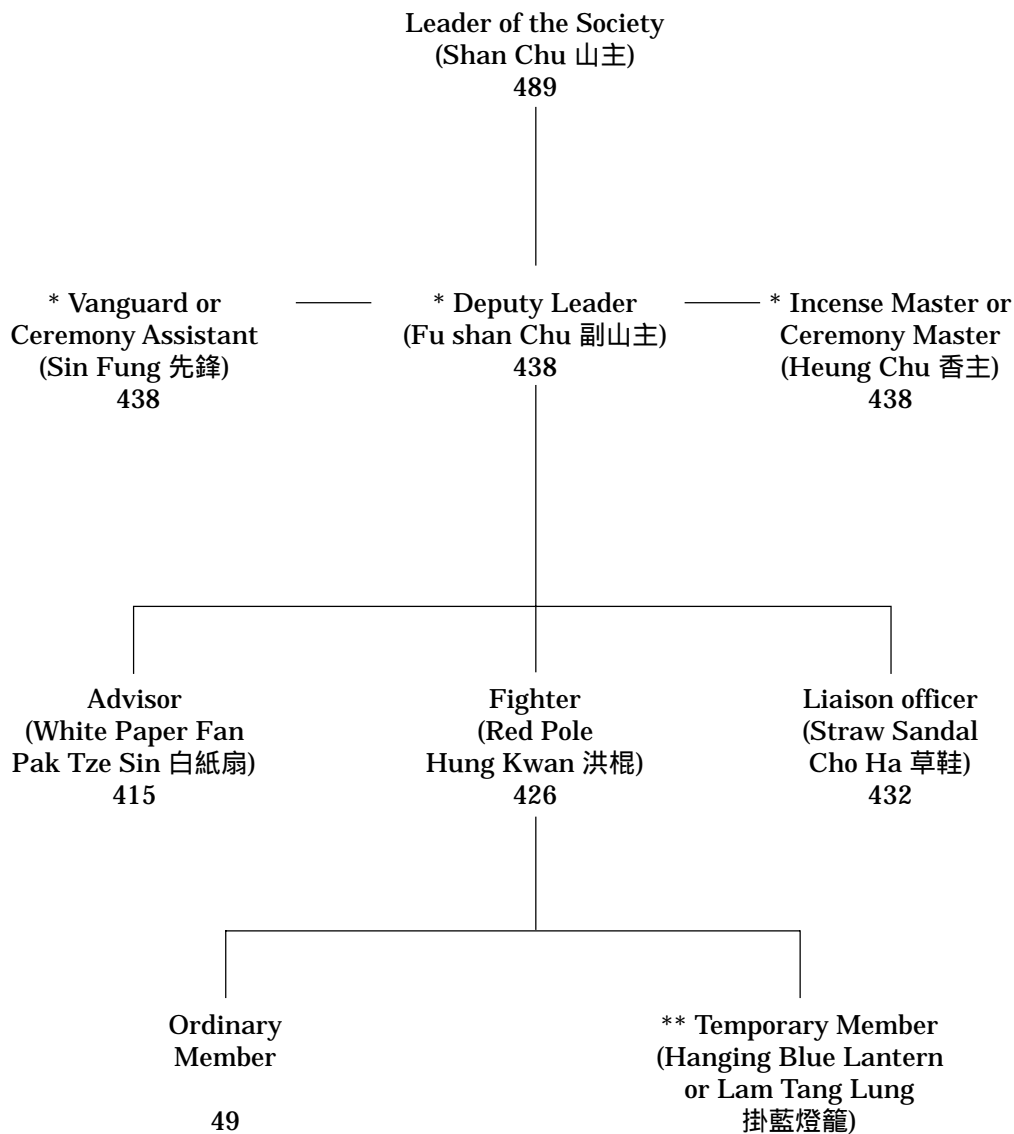 Leader of the Society
(Shan Chu 山主)
489
* Vanguard or
Ceremony Assistant
(Sin Fung 先鋒)
438
* Deputy Leader
(Fu shan Chu 副山主)
438
* Incense Master or
Ceremony Master
(Heung Chu 香主)
438
Advisor
(White Paper Fan
Pak Tze Sin 白紙扇)
415
Fighter
(Red Pole
Hung Kwan 洪棍)
426
Liaison officer
(Straw Sandal
Cho Ha 草鞋)
432
Ordinary
Member
49
** Temporary Member
(Hanging Blue Lantern
or Lam Tang Lung
掛藍燈籠)